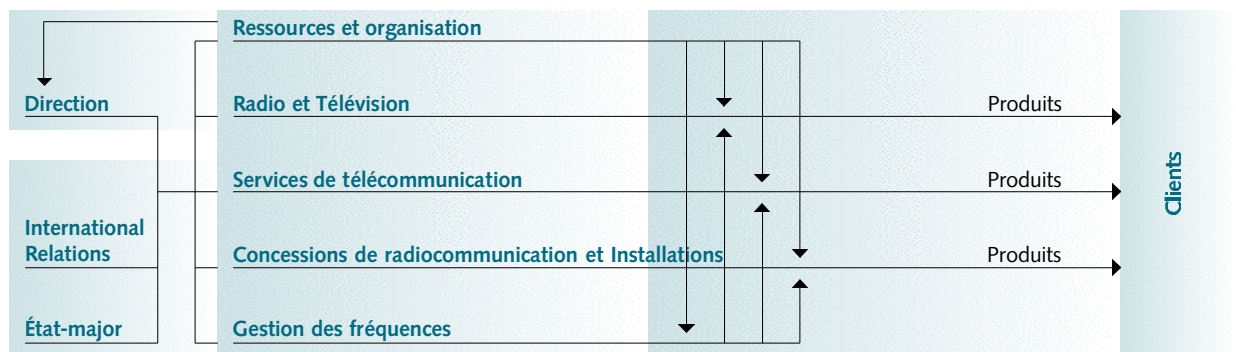 Ressources et organisation
Direction
Radio et Télévision
Produits
Services de télécommunication
Produits
Clients
International
Relations
Concessions de radiocommunication et Installations
Produits
État-major
Gestion des fréquences